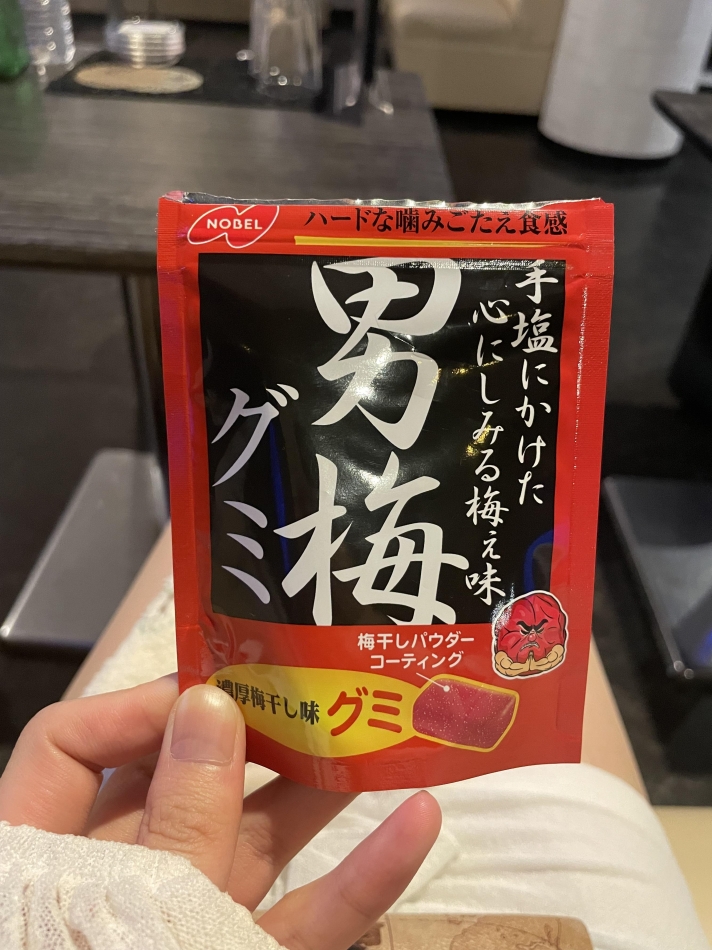 NOBEL
ハードな噛みごたえ食感
手塩にかけた
心にしみる梅ぇ味
男梅
グミ
梅干しパウダー
コーティング
濃厚梅干し味
グミ